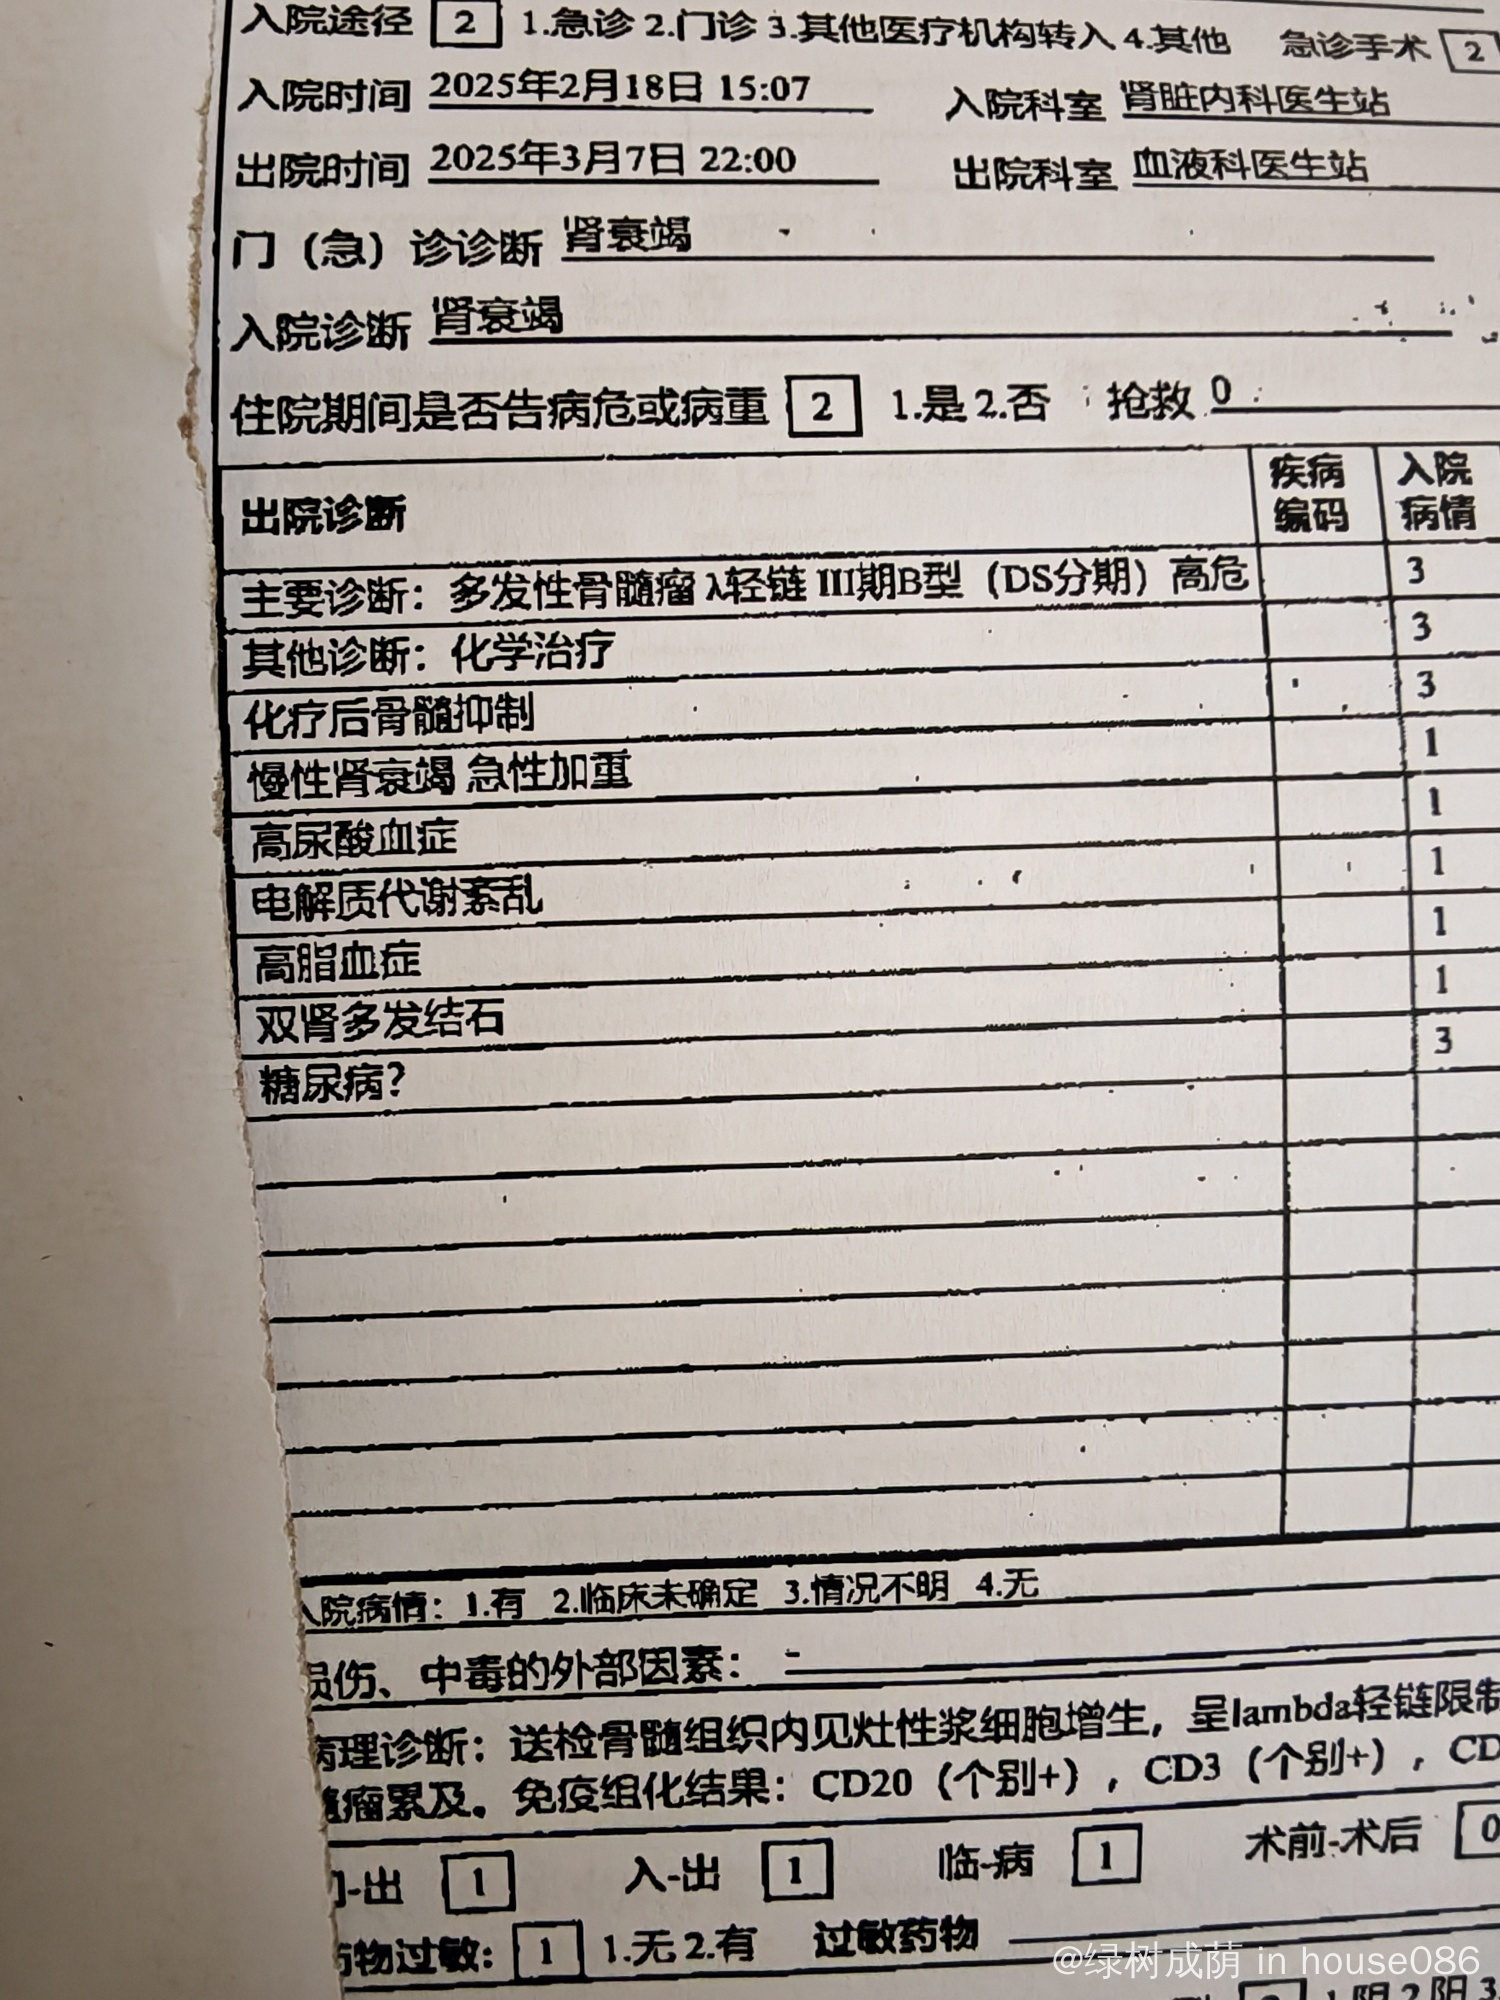 入院途径 2 1.急诊 2.门诊 3.其他医疗机构转入 4.其他 急诊手术 2
入院时间 2025年2月18日 15:07 入院科室 肾脏内科医生站
出院时间 2025年3月7日 22:00 出院科室 血液科医生站
门（急）诊诊断 肾衰竭
入院诊断 肾衰竭
住院期间是否告病危或病重 2 1.是 2.否 抢救 0
出院诊断 疾病编码 入院病情
主要诊断：多发性骨髓瘤 λ轻链 III期B型（DS分期）高危 3
其他诊断：化学治疗 3
化疗后骨髓抑制 3
慢性肾衰竭 急性加重 1
高尿酸血症 1
电解质代谢紊乱 1
高脂血症 1
双肾多发结石 1
糖尿病? 3
入院病情：1.有 2.临床未确定 3.情况不明 4.无
损伤、中毒的外部因素： -
病理诊断：送检骨髓组织内见灶性浆细胞增生，呈lambda轻链限制
瘤累及。免疫组化结果：CD20（个别+），CD3（个别+），CD
-出 1 入-出 1 临-病 1 术前-术后 0
药物过敏：1 1.无 2.有 过敏药物
@绿树成荫 in house086